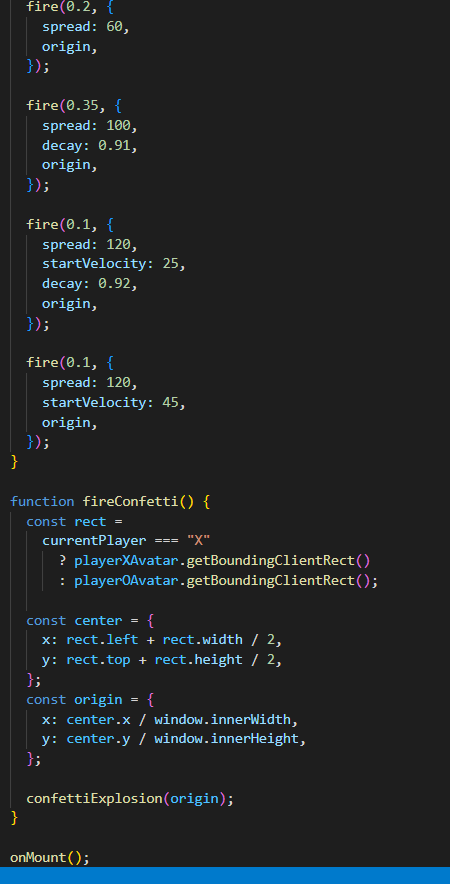 fire(0.2, {
spread: 60,
origin,
});
fire(0.35, {
spread: 100,
decay: 0.91,
origin,
});
fire(0.1, {
spread: 120,
startVelocity: 25,
decay: 0.92,
origin,
});
fire(0.1, {
spread: 120,
startVelocity: 45,
origin,
});
}
function fireConfetti() {
const rect =
currentPlayer === "X"
? playerXAvatar.getBoundingClientRect()
: playerOAvatar.getBoundingClientRect();
const center = {
x: rect.left + rect.width / 2,
y: rect.top + rect.height / 2,
};
const origin = {
x: center.x / window.innerWidth,
y: center.y / window.innerHeight,
};
confettiExplosion(origin);
}
onMount();